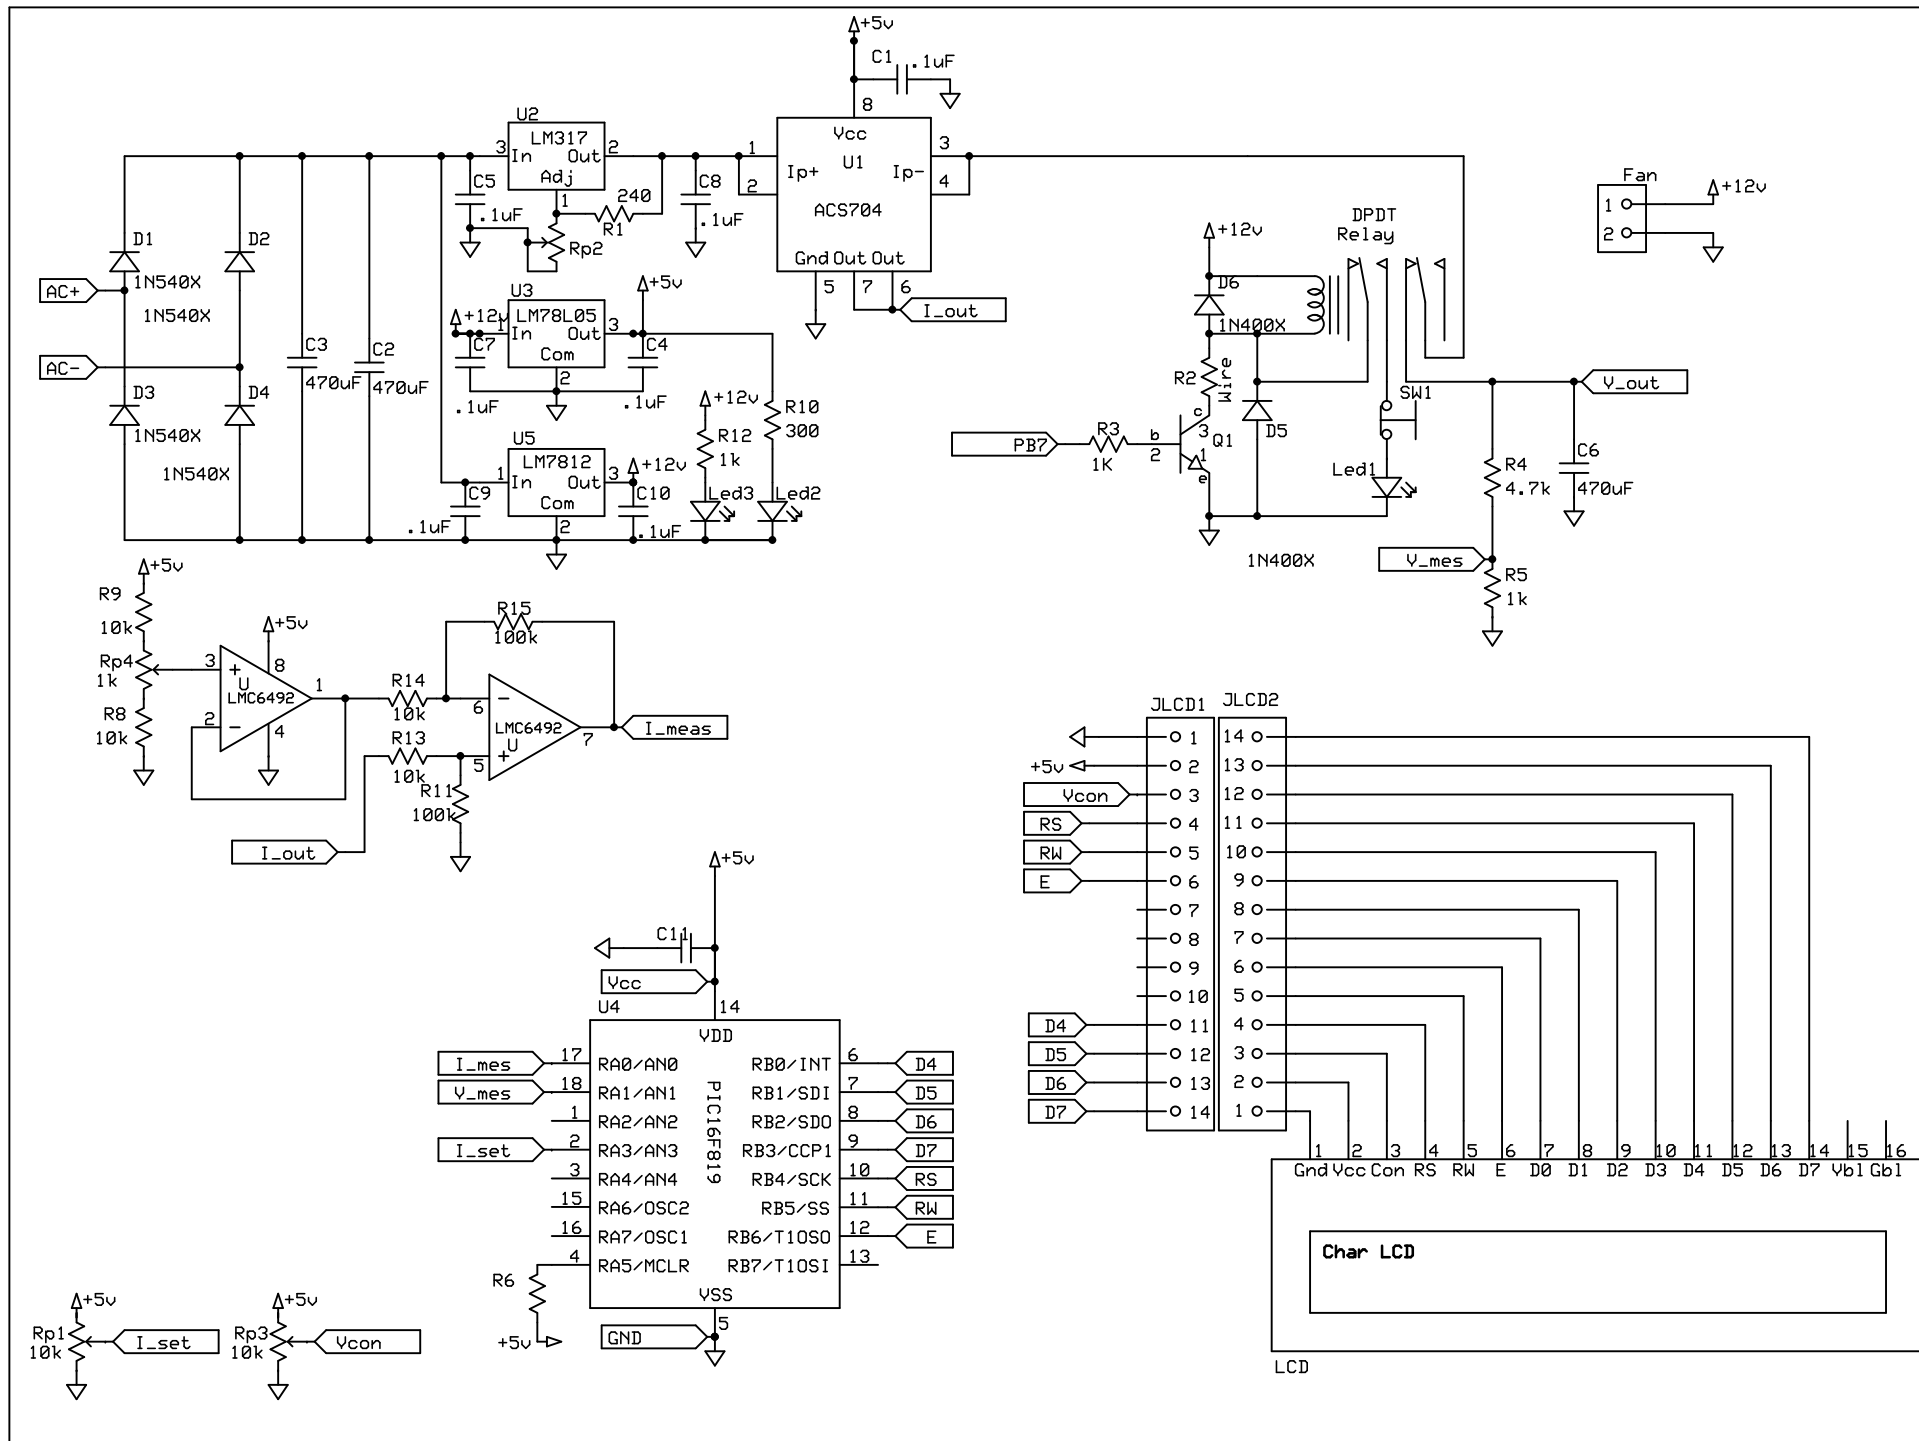 +5v
C1
.1uF
8
Vcc
U1
Ip+
Ip-
ACS704
Gnd Out Out
1
2
3
4
5
7
6
I_out
U2
LM317
3
In
Out
2
Adj
1
C5
.1uF
240
R1
Rp2
C8
.1uF
D1
1N540X
D2
1N540X
AC+
AC-
D3
1N540X
D4
1N540X
C3
470uF
C2
470uF
U3
LM78L05
+12v
1
In
Out
3
Com
2
+5v
C7
.1uF
C4
.1uF
U5
LM7812
1
In
Out
3
Com
2
+12v
C9
.1uF
C10
.1uF
+12v
R12
1k
Led3
R10
300
Led2
Fan
1
2
+12v
DPDT
Relay
+12v
D6
1N400X
R2
Wire
c
3
Q1
b
2
1
e
PB7
R3
1K
D5
1N400X
SW1
Led1
V_out
R4
4.7k
C6
470uF
V_mes
R5
1k
+5v
R9
10k
Rp4
1k
R8
10k
+5v
3
+
8
U
LMC6492
1
2
-
4
R14
10k
R15
100k
6
-
LMC6492
U
5
+
7
I_meas
R13
10k
R11
100k
I_out
+5v
C11
Vcc
U4
14
VDD
PIC16F819
I_mes
17
RA0/AN0
RB0/INT
6
D4
V_mes
18
RA1/AN1
RB1/SDI
7
D5
1
RA2/AN2
RB2/SDO
8
D6
I_set
2
RA3/AN3
RB3/CCP1
9
D7
3
RA4/AN4
RB4/SCK
10
RS
15
RA6/OSC2
RB5/SS
11
RW
16
RA7/OSC1
RB6/T1OSO
12
E
4
RA5/MCLR
RB7/T1OSI
13
R6
+5v
VSS
5
GND
+5v
Rp1
10k
I_set
+5v
Rp3
10k
Vcon
JLCD1
JLCD2
1
14
+5v
2
13
Vcon
3
12
RS
4
11
RW
5
10
E
6
9
7
8
8
7
9
6
10
5
D4
11
4
D5
12
3
D6
13
2
D7
14
1
1 2 3 4 5 6 7 8 9 10 11 12 13 14 15 16
Gnd Vcc Con RS RW E D0 D1 D2 D3 D4 D5 D6 D7 Vbl Gbl
Char LCD
LCD